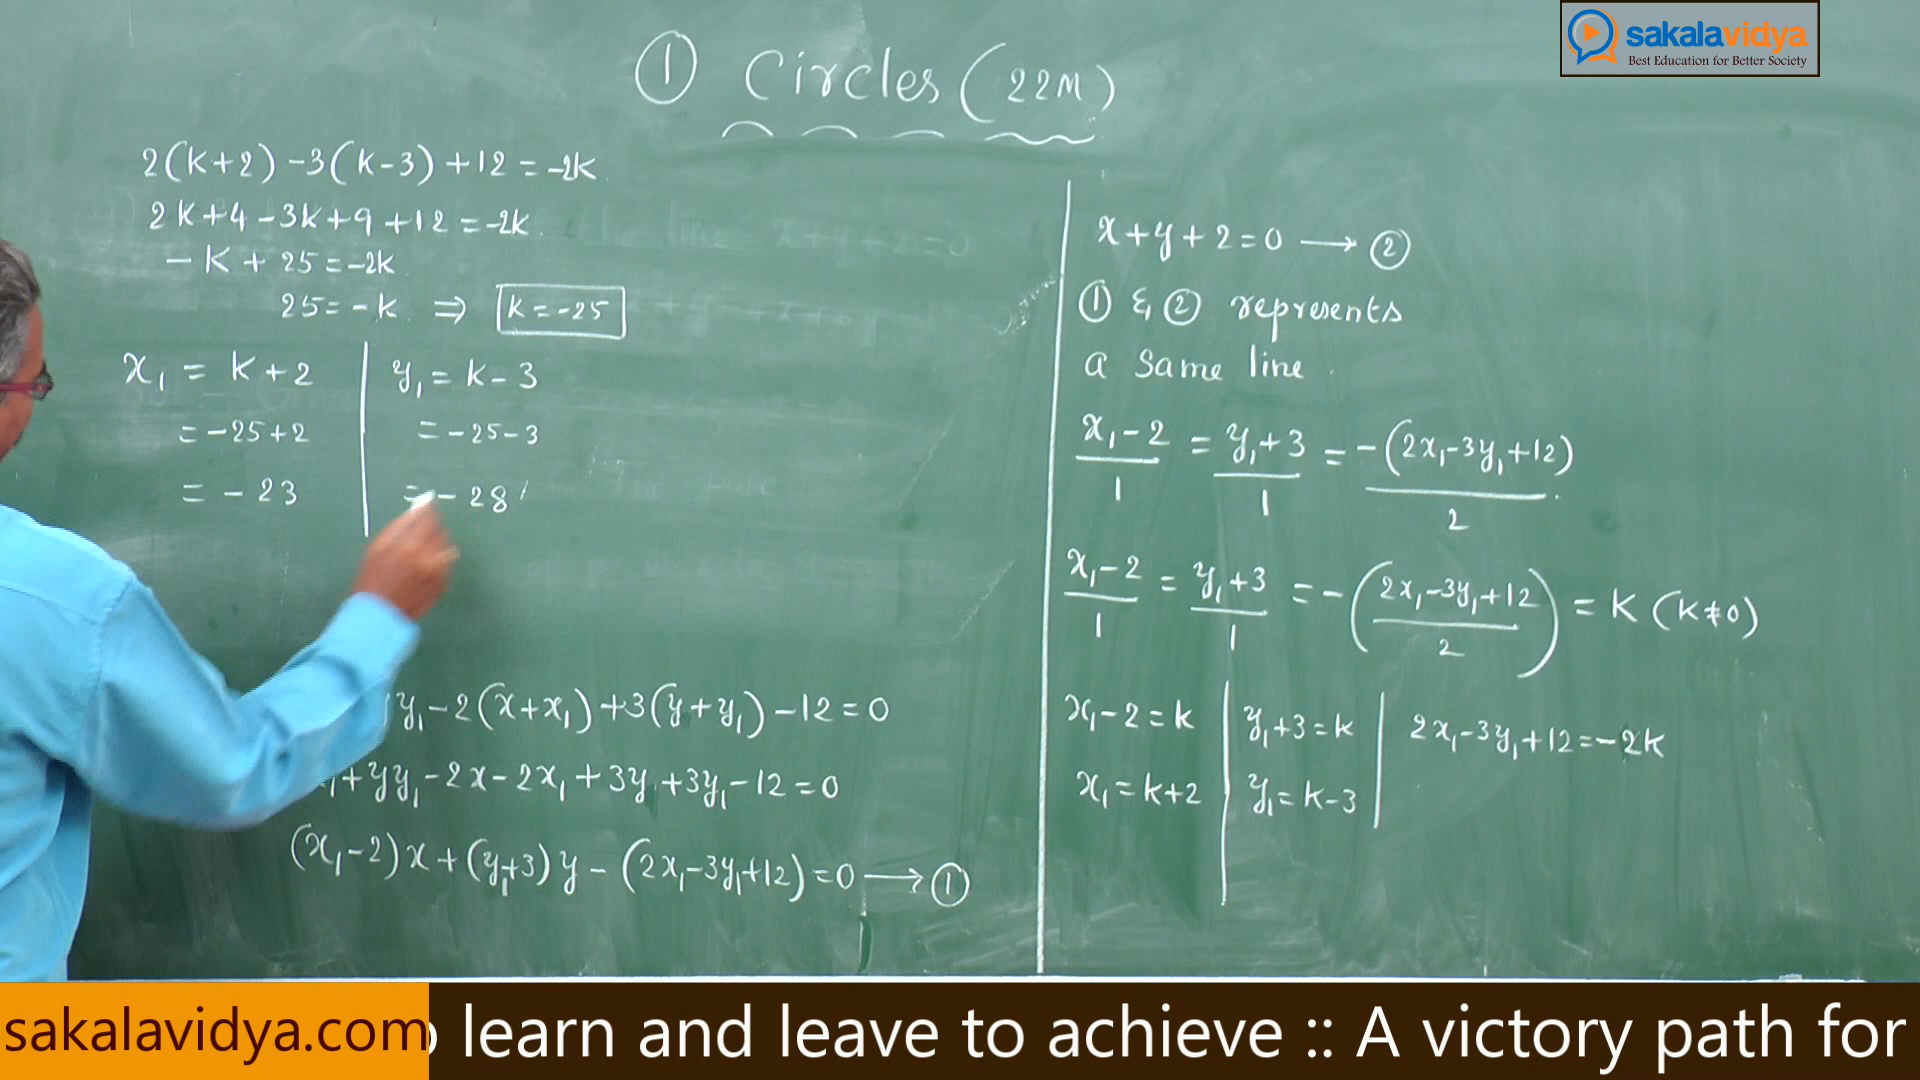 sakalavidya
Best Education for Better Society
① Circles (22M)
2(k+2) -3(k-3) +12 = -2k
2k+4 -3k+9 +12 = -2k
-k + 25 = -2k
25 = -k ⇒ k = -25
x₁ = k+2
= -25+2
= -23
y₁ = k-3
= -25-3
= -28
y₁ - 2(x+x₁) + 3(y+y₁) - 12 = 0
₁ + yy₁ - 2x - 2x₁ + 3y + 3y₁ - 12 = 0
(x₁-2)x + (y₁+3)y - (2x₁-3y₁+12) = 0 → ①
x+y+2=0 → ②
① & ② represents
a same line.
x₁-2/1 = y₁+3/1 = -(2x₁-3y₁+12)/2
x₁-2/1 = y₁+3/1 = -(2x₁-3y₁+12/2) = k (k≠0)
x₁-2=k
x₁=k+2
y₁+3=k
y₁=k-3
2x₁-3y₁+12=-2k
sakalavidya.com learn and leave to achieve :: A victory path for